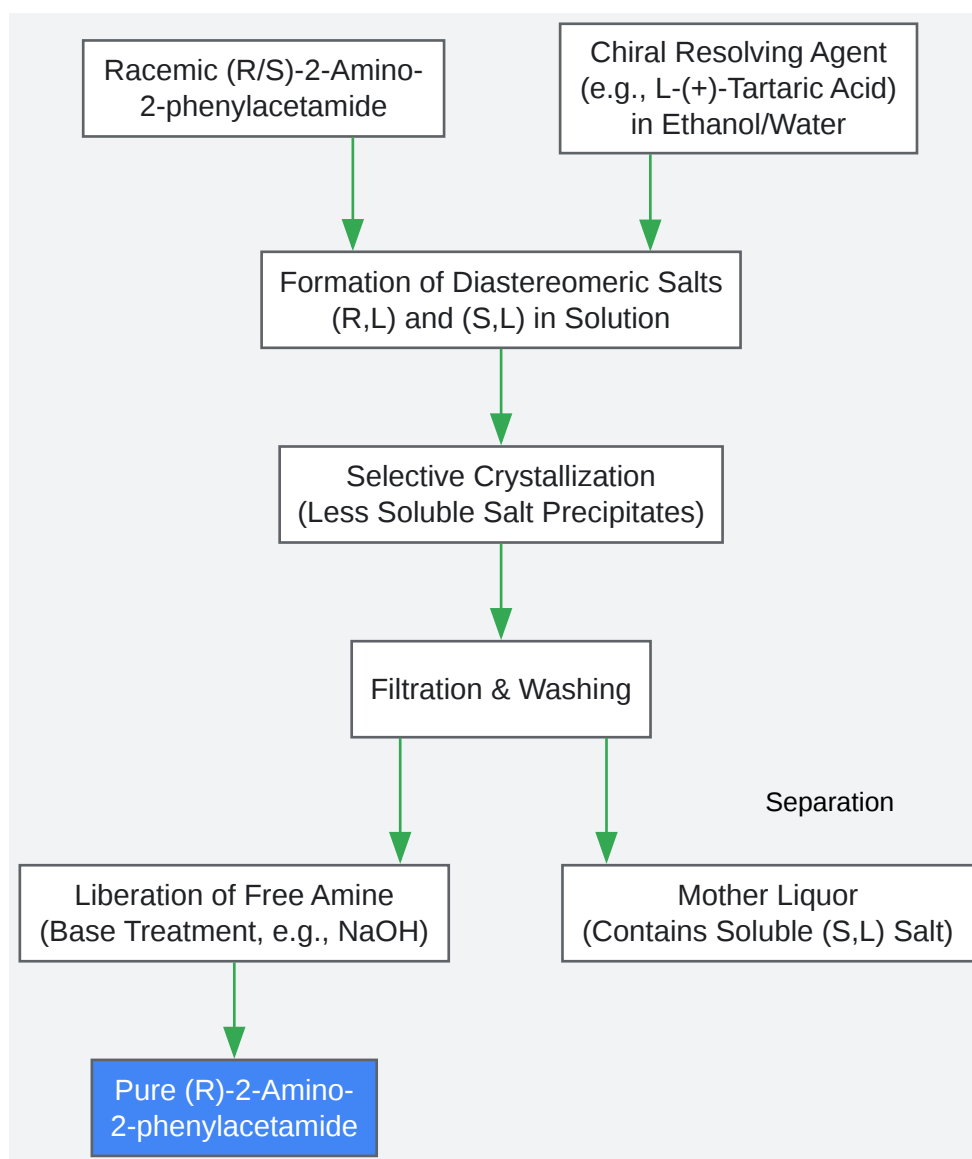 Racemic (R/S)-2-Amino-
2-phenylacetamide
Chiral Resolving Agent
(e.g., L-(+)-Tartaric Acid)
in Ethanol/Water
Formation of Diastereomeric Salts
(R,L) and (S,L) in Solution
Selective Crystallization
(Less Soluble Salt Precipitates)
Filtration & Washing
Separation
Liberation of Free Amine
(Base Treatment, e.g., NaOH)
Mother Liquor
(Contains Soluble (S,L) Salt)
Pure (R)-2-Amino-
2-phenylacetamide